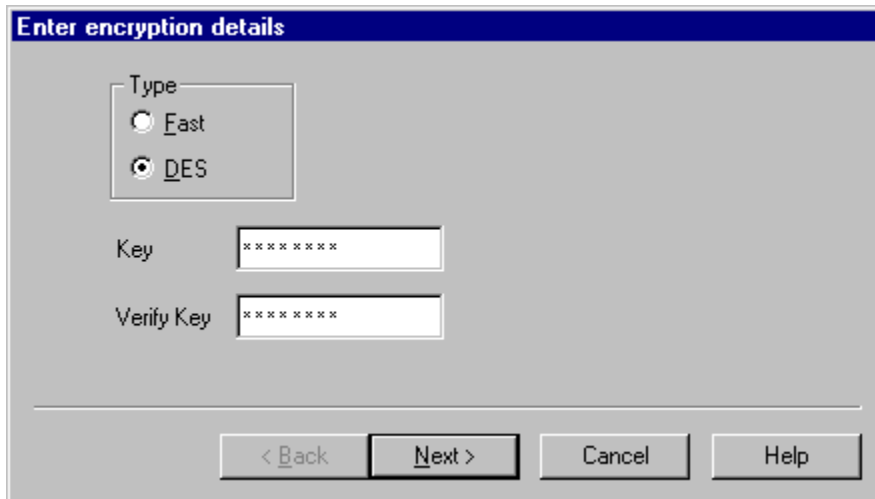 Enter encryption details
Type
Fast
DES
Key ********
Verify Key ********
< Back Next > Cancel Help